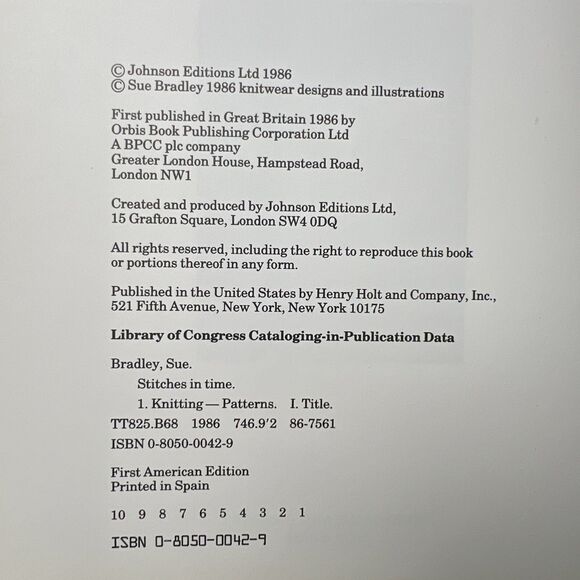 © Johnson Editions Ltd 1986
© Sue Bradley 1986 knitwear designs and illustrations
First published in Great Britain 1986 by
Orbis Book Publishing Corporation Ltd
A BPCC plc company
Greater London House, Hampstead Road,
London NW1
Created and produced by Johnson Editions Ltd,
15 Grafton Square, London SW4 0DQ
All rights reserved, including the right to reproduce this book
or portions thereof in any form.
Published in the United States by Henry Holt and Company, Inc.,
521 Fifth Avenue, New York, New York 10175
Library of Congress Cataloging-in-Publication Data
Bradley, Sue.
Stitches in time.
1. Knitting — Patterns. I. Title.
TT825.B68 1986 746.9'2 86-7561
ISBN 0-8050-0042-9
First American Edition
Printed in Spain
10 9 8 7 6 5 4 3 2 1
ISBN 0-8050-0042-9